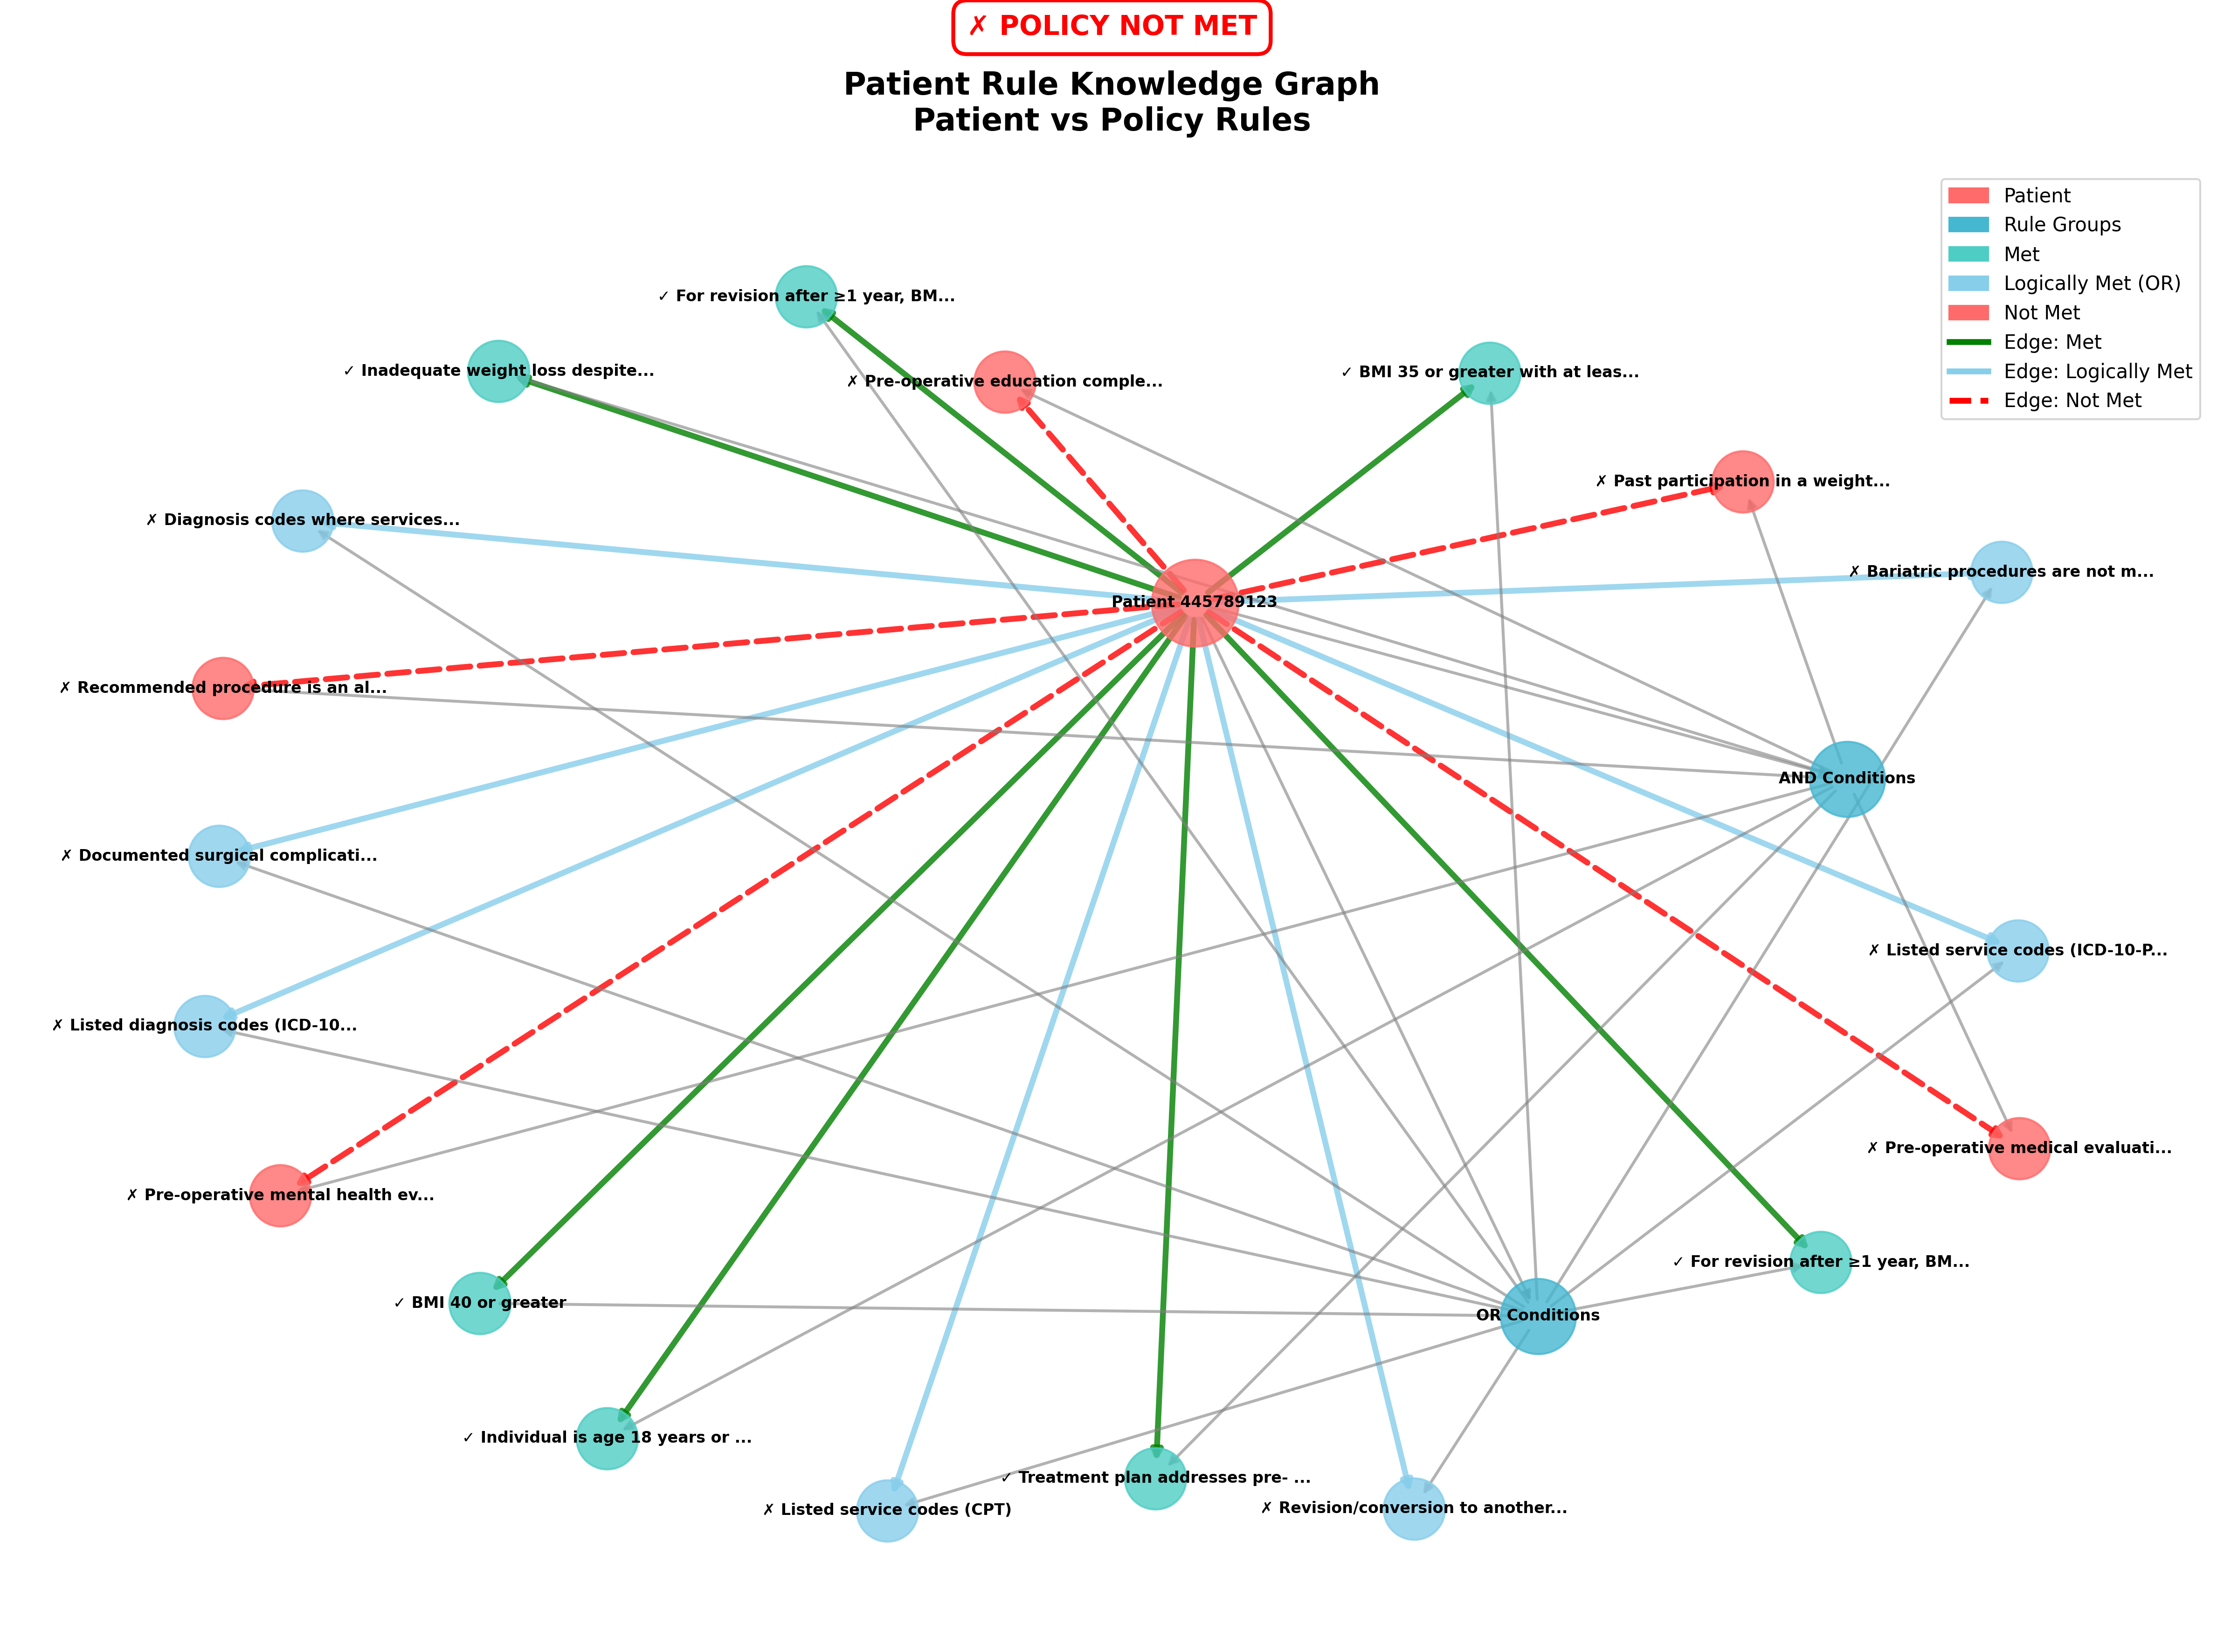 ✗ POLICY NOT MET
Patient Rule Knowledge Graph
Patient vs Policy Rules
Patient
Rule Groups
Met
Logically Met (OR)
Not Met
Edge: Met
Edge: Logically Met
Edge: Not Met
✓ For revision after ≥1 year, BM...
✓ Inadequate weight loss despite...
✗ Pre-operative education comple...
✓ BMI 35 or greater with at leas...
✗ Past participation in a weight...
✗ Diagnosis codes where services...
✗ Bariatric procedures are not m...
Patient 445789123
✗ Recommended procedure is an al...
AND Conditions
✗ Documented surgical complicati...
✗ Listed service codes (ICD-10-P...
✗ Listed diagnosis codes (ICD-10...
✗ Pre-operative medical evaluati...
✗ Pre-operative mental health ev...
✓ For revision after ≥1 year, BM...
✓ BMI 40 or greater
OR Conditions
✓ Individual is age 18 years or ...
✓ Treatment plan addresses pre- ...
✗ Listed service codes (CPT)
✗ Revision/conversion to another...